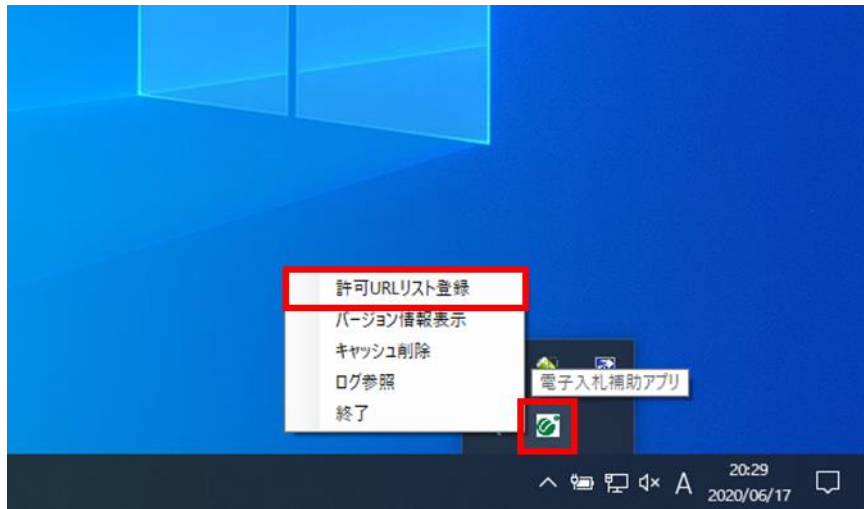 許可URLリスト登録
バージョン情報表示
キャッシュ削除
ログ参照
終了
電子入札補助アプリ
A
20:29
2020/06/17